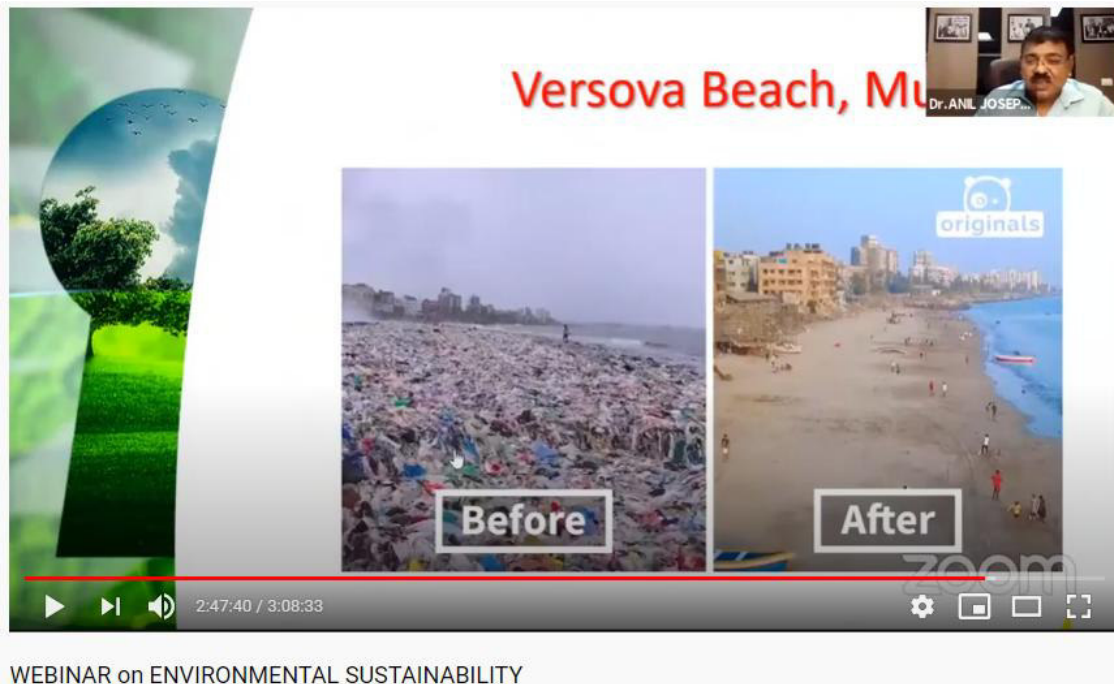 Versova Beach, Mu
Dr.ANIL JOSEP...
originals
Before
After
zoom
2:47:40 / 3:08:33
WEBINAR on ENVIRONMENTAL SUSTAINABILITY